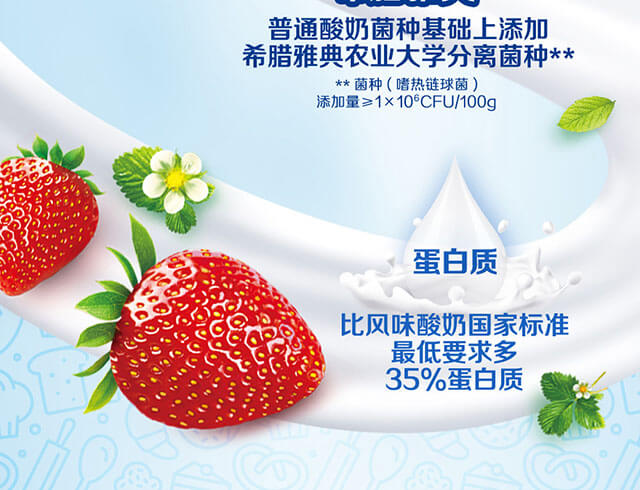 普通酸奶菌种基础上添加
希腊雅典农业大学分离菌种**
** 菌种（嗜热链球菌）
添加量≥1×10⁶CFU/100g
蛋白质
比风味酸奶国家标准
最低要求多
35%蛋白质